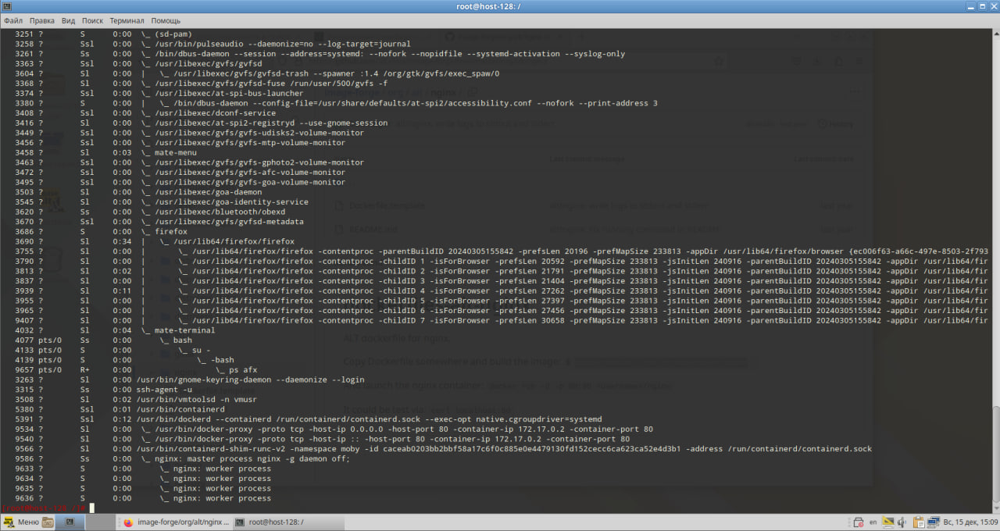 root@host-128: /
Файл Правка Вид Поиск Терминал Помощь
3251 ? S 0:00 \_ (sd-pam)
3258 ? Ssl 0:00 \_ /usr/bin/pulseaudio --daemonize=no --log-target=journal
3261 ? Ss 0:00 \_ /bin/dbus-daemon --session --address=systemd: --nofork --nopidfile --systemd-activation --syslog-only
3363 ? Ssl 0:00 \_ /usr/libexec/gvfs/gvfsd
3604 ? Sl 0:00 | \_ /usr/libexec/gvfs/gvfsd-trash --spawner :1.4 /org/gtk/gvfs/exec_spaw/0
3368 ? Sl 0:00 \_ /usr/libexec/gvfs/gvfsd-fuse /run/user/500/gvfs -f
3374 ? Ssl 0:00 \_ /usr/libexec/at-spi-bus-launcher
3380 ? S 0:00 | \_ /bin/dbus-daemon --config-file=/usr/share/defaults/at-spi2/accessibility.conf --nofork --print-address 3
3408 ? Ssl 0:00 \_ /usr/libexec/dconf-service
3416 ? Sl 0:00 \_ /usr/libexec/at-spi2-registryd --use-gnome-session
3449 ? Ssl 0:00 \_ /usr/libexec/gvfs/gvfs-udisks2-volume-monitor
3456 ? Ssl 0:00 \_ /usr/libexec/gvfs/gvfs-mtp-volume-monitor
3458 ? Sl 0:03 \_ mate-menu
3463 ? Ssl 0:00 \_ /usr/libexec/gvfs/gvfs-gphoto2-volume-monitor
3472 ? Ssl 0:00 \_ /usr/libexec/gvfs/gvfs-afc-volume-monitor
3495 ? Ssl 0:00 \_ /usr/libexec/gvfs/gvfs-goa-volume-monitor
3503 ? Sl 0:00 \_ /usr/libexec/goa-daemon
3545 ? Sl 0:00 \_ /usr/libexec/goa-identity-service
3620 ? Ss 0:00 \_ /usr/libexec/bluetooth/obexd
3670 ? Ssl 0:00 \_ /usr/libexec/gvfs/gvfsd-metadata
3686 ? S 0:00 \_ firefox
3690 ? Sl 0:34 | \_ /usr/lib64/firefox/firefox
3755 ? Sl 0:00 | \_ /usr/lib64/firefox/firefox -contentproc -parentBuildID 20240305155842 -prefsLen 20196 -prefMapSize 233813 -appDir /usr/lib64/firefox/browser {ec006f63-a66c-497e-8503-2f793
3790 ? Sl 0:00 | \_ /usr/lib64/firefox/firefox -contentproc -childID 1 -isForBrowser -prefsLen 20592 -prefMapSize 233813 -jsInitLen 240916 -parentBuildID 20240305155842 -appDir /usr/lib64/fir
3813 ? Sl 0:02 | \_ /usr/lib64/firefox/firefox -contentproc -childID 2 -isForBrowser -prefsLen 21791 -prefMapSize 233813 -jsInitLen 240916 -parentBuildID 20240305155842 -appDir /usr/lib64/fir
3837 ? Sl 0:00 | \_ /usr/lib64/firefox/firefox -contentproc -childID 3 -isForBrowser -prefsLen 21404 -prefMapSize 233813 -jsInitLen 240916 -parentBuildID 20240305155842 -appDir /usr/lib64/fir
3939 ? Sl 0:11 | \_ /usr/lib64/firefox/firefox -contentproc -childID 4 -isForBrowser -prefsLen 27262 -prefMapSize 233813 -jsInitLen 240916 -parentBuildID 20240305155842 -appDir /usr/lib64/fir
3955 ? Sl 0:00 | \_ /usr/lib64/firefox/firefox -contentproc -childID 5 -isForBrowser -prefsLen 27397 -prefMapSize 233813 -jsInitLen 240916 -parentBuildID 20240305155842 -appDir /usr/lib64/fir
3965 ? Sl 0:00 | \_ /usr/lib64/firefox/firefox -contentproc -childID 6 -isForBrowser -prefsLen 27456 -prefMapSize 233813 -jsInitLen 240916 -parentBuildID 20240305155842 -appDir /usr/lib64/fir
9407 ? Sl 0:00 | \_ /usr/lib64/firefox/firefox -contentproc -childID 7 -isForBrowser -prefsLen 30658 -prefMapSize 233813 -jsInitLen 240916 -parentBuildID 20240305155842 -appDir /usr/lib64/fir
4032 ? Sl 0:04 \_ mate-terminal
4077 pts/0 Ss 0:00 \_ bash
4133 pts/0 S 0:00 \_ su -
4139 pts/0 S 0:00 \_ -bash
9657 pts/0 R+ 0:00 \_ ps afx
3263 ? Sl 0:00 /usr/bin/gnome-keyring-daemon --daemonize --login
3315 ? Ss 0:00 ssh-agent -u
3508 ? Sl 0:02 /usr/bin/vmtoolsd -n vmusr
5380 ? Ssl 0:01 /usr/bin/containerd
5391 ? Ssl 0:12 /usr/bin/dockerd --containerd /run/containerd/containerd.sock --exec-opt native.cgroupdriver=systemd
9534 ? Sl 0:00 \_ /usr/bin/docker-proxy -proto tcp -host-ip 0.0.0.0 -host-port 80 -container-ip 172.17.0.2 -container-port 80
9540 ? Sl 0:00 \_ /usr/bin/docker-proxy -proto tcp -host-ip :: -host-port 80 -container-ip 172.17.0.2 -container-port 80
9566 ? Sl 0:00 /usr/bin/containerd-shim-runc-v2 -namespace moby -id caceab0203bb2bbf58a17c6f0c885e0e4479130fd152cecc6ca623ca52e4d3b1 -address /run/containerd/containerd.sock
9586 ? Ss 0:00 \_ nginx: master process nginx -g daemon off;
9633 ? S 0:00 \_ nginx: worker process
9634 ? S 0:00 \_ nginx: worker process
9635 ? S 0:00 \_ nginx: worker process
9636 ? S 0:00 \_ nginx: worker process
[root@host-128 /]#
Меню image-forge/org/alt/nginx ... root@host-128: / en Вс, 15 дек, 15:09